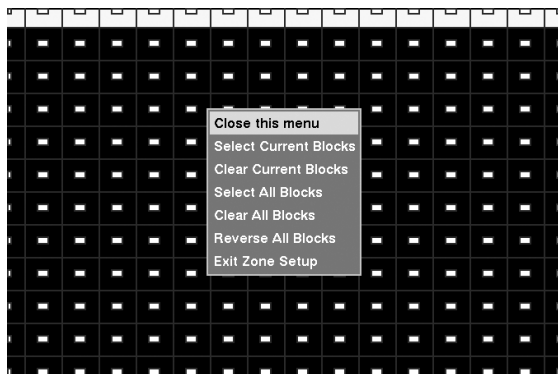 Close this menu
Select Current Blocks
Clear Current Blocks
Select All Blocks
Clear All Blocks
Reverse All Blocks
Exit Zone Setup